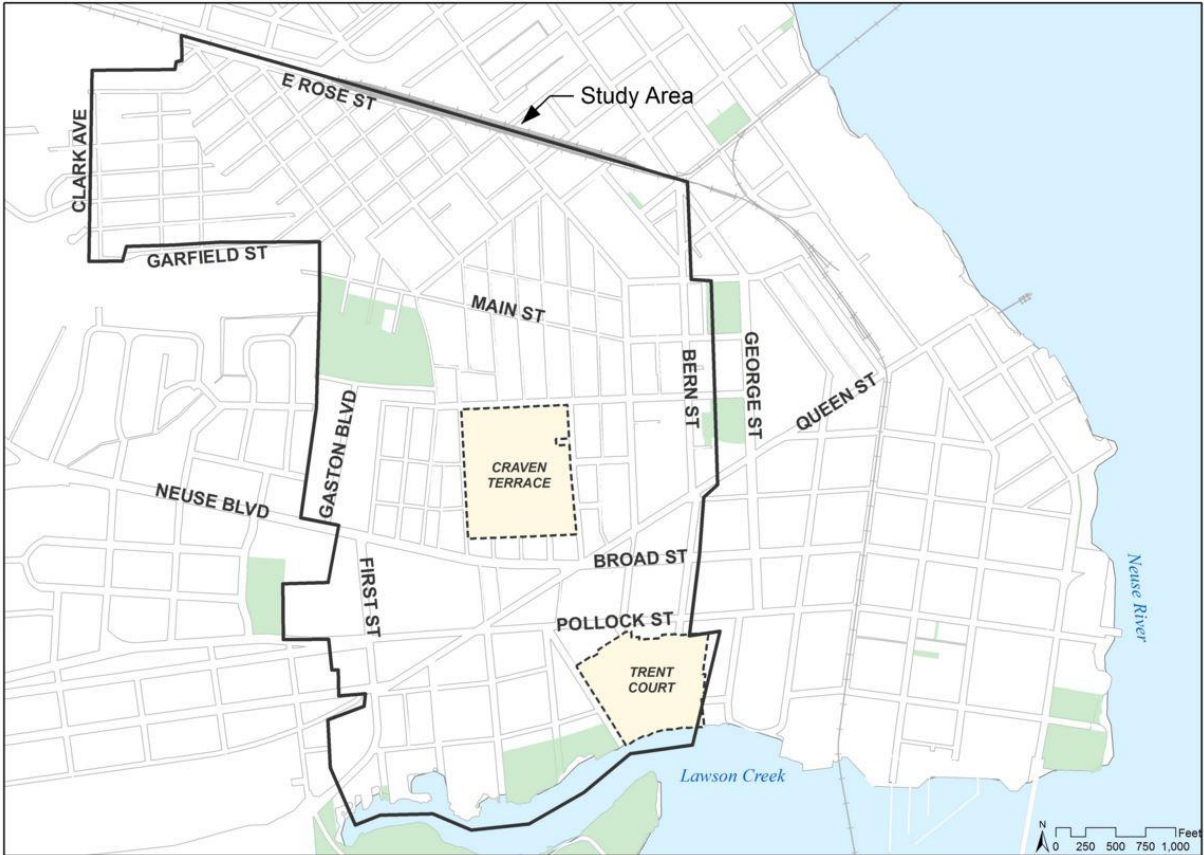 E ROSE ST
Study Area
CLARK AVE
GARFIELD ST
MAIN ST
GEORGE ST
BERN ST
QUEEN ST
GASTON BLVD
CRAVEN
TERRACE
NEUSE BLVD
BROAD ST
FIRST ST
Neuse River
POLLOCK ST
TRENT
COURT
Lawson Creek
N
Feet
0 250 500 750 1,000